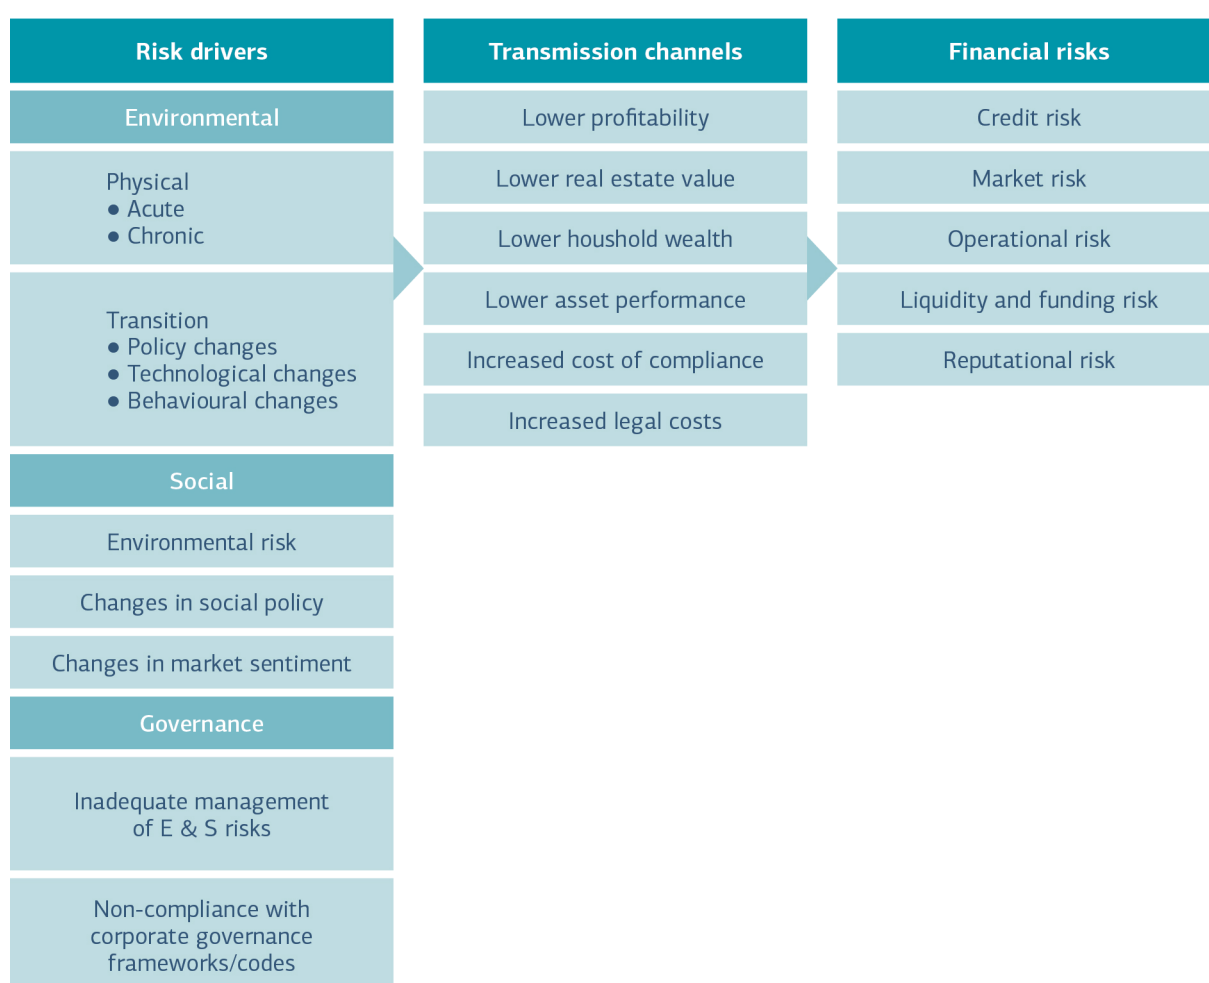 Risk drivers
Environmental
Physical
● Acute
● Chronic
Transition
● Policy changes
● Technological changes
● Behavioural changes
Social
Environmental risk
Changes in social policy
Changes in market sentiment
Governance
Inadequate management
of E & S risks
Non-compliance with
corporate governance
frameworks/codes
Transmission channels
Lower profitability
Lower real estate value
Lower houshold wealth
Lower asset performance
Increased cost of compliance
Increased legal costs
Financial risks
Credit risk
Market risk
Operational risk
Liquidity and funding risk
Reputational risk